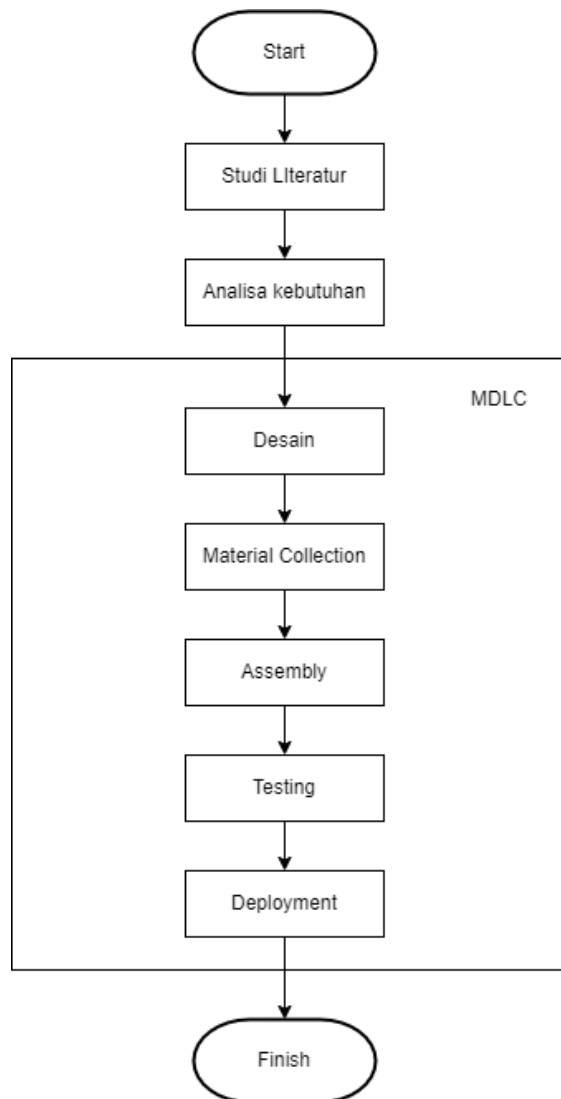 Start
Studi LIteratur
Analisa kebutuhan
MDLC
Desain
Material Collection
Assembly
Testing
Deployment
Finish